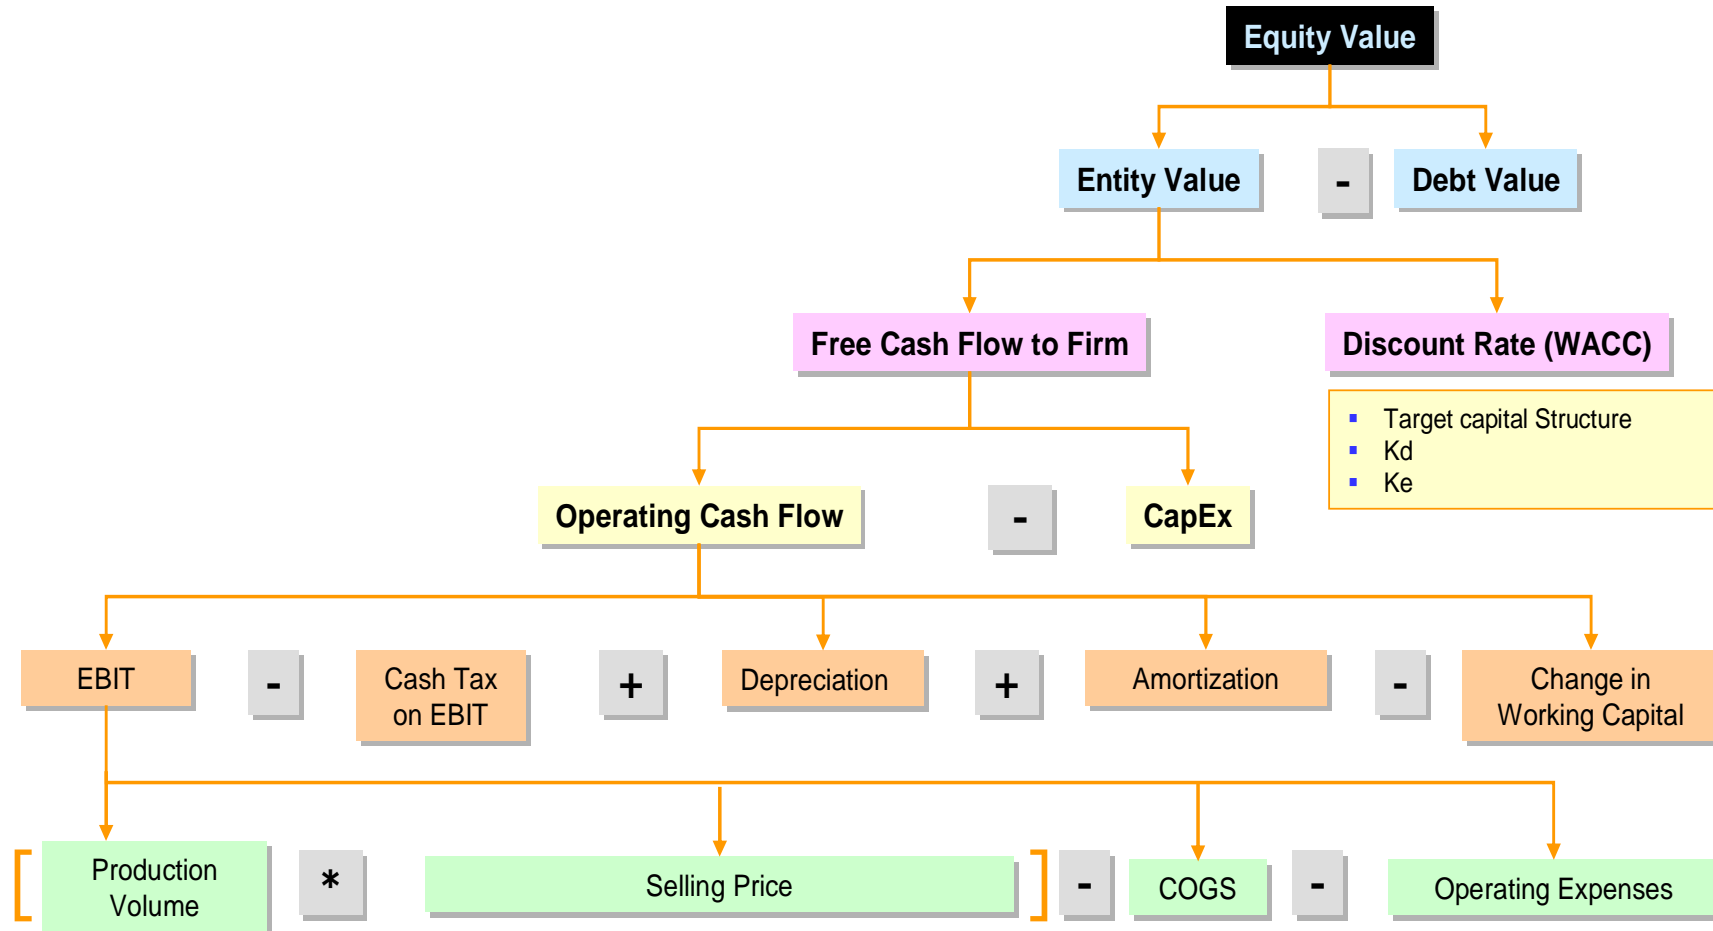 Equity Value
Entity Value
-
Debt Value
Free Cash Flow to Firm
Discount Rate (WACC)
▪ Target capital Structure
▪ Kd
▪ Ke
Operating Cash Flow
-
CapEx
EBIT
-
Cash Tax
on EBIT
+
Depreciation
+
Amortization
-
Change in
Working Capital
[
Production
Volume
*
Selling Price
]
-
COGS
-
Operating Expenses